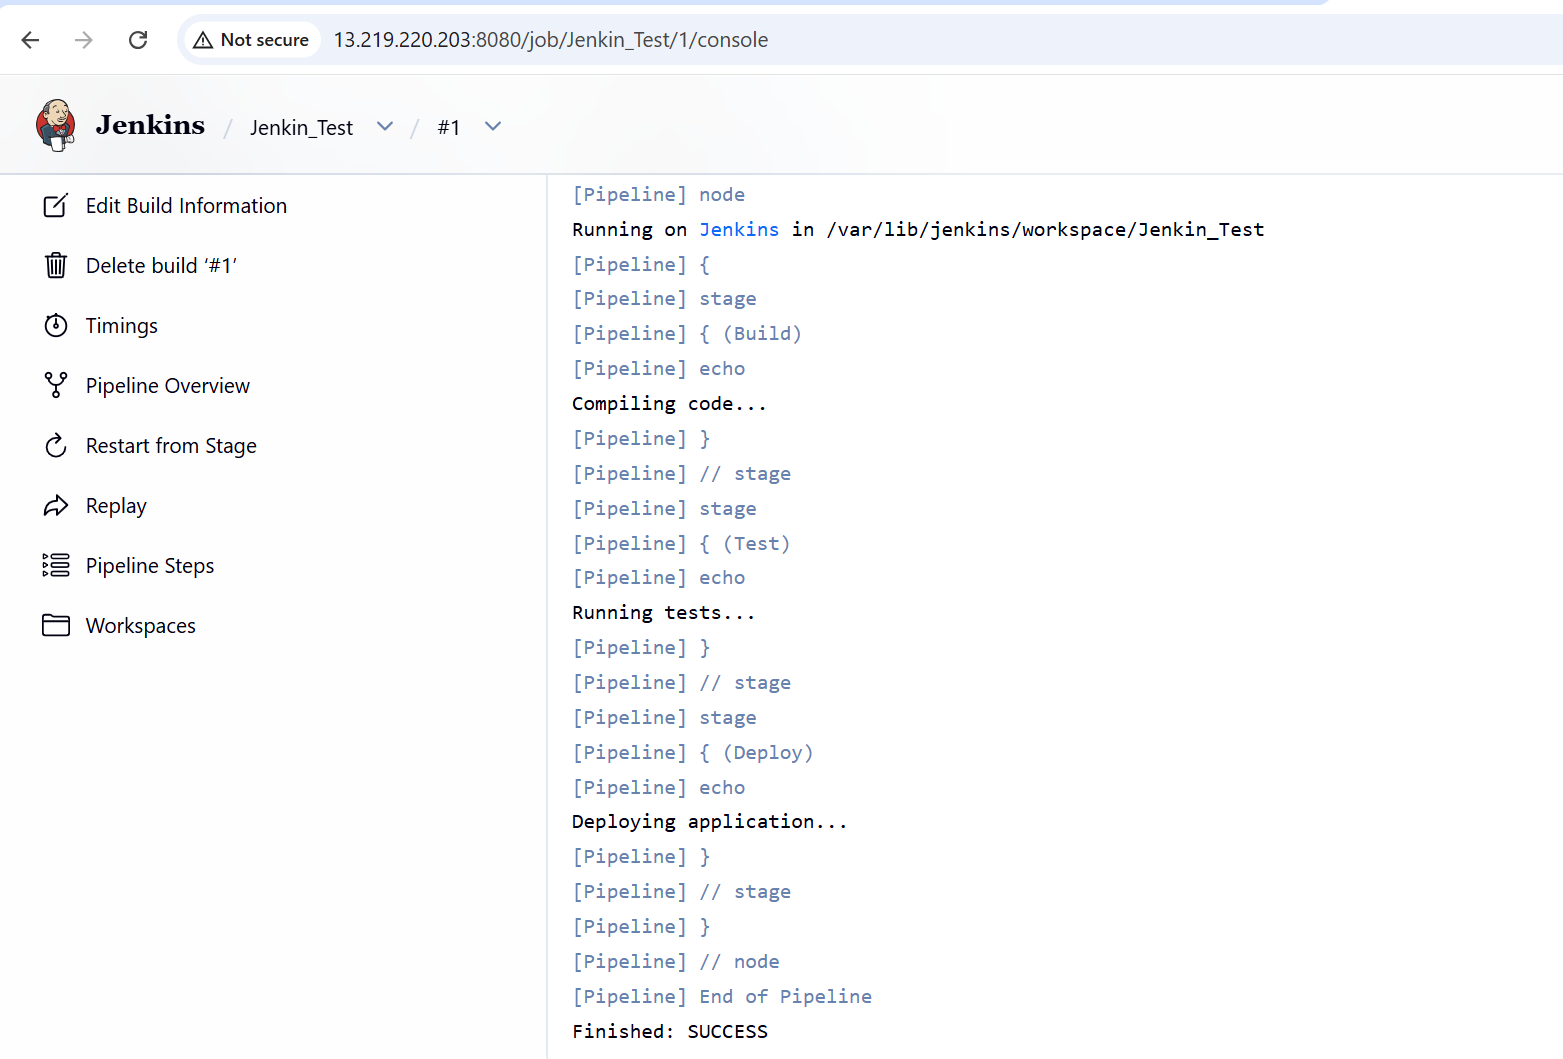 Not secure 13.219.220.203:8080/job/Jenkin_Test/1/console
Jenkins / Jenkin_Test / #1
Edit Build Information
Delete build ‘#1’
Timings
Pipeline Overview
Restart from Stage
Replay
Pipeline Steps
Workspaces
[Pipeline] node
Running on Jenkins in /var/lib/jenkins/workspace/Jenkin_Test
[Pipeline] {
[Pipeline] stage
[Pipeline] { (Build)
[Pipeline] echo
Compiling code...
[Pipeline] }
[Pipeline] // stage
[Pipeline] stage
[Pipeline] { (Test)
[Pipeline] echo
Running tests...
[Pipeline] }
[Pipeline] // stage
[Pipeline] stage
[Pipeline] { (Deploy)
[Pipeline] echo
Deploying application...
[Pipeline] }
[Pipeline] // stage
[Pipeline] }
[Pipeline] // node
[Pipeline] End of Pipeline
Finished: SUCCESS